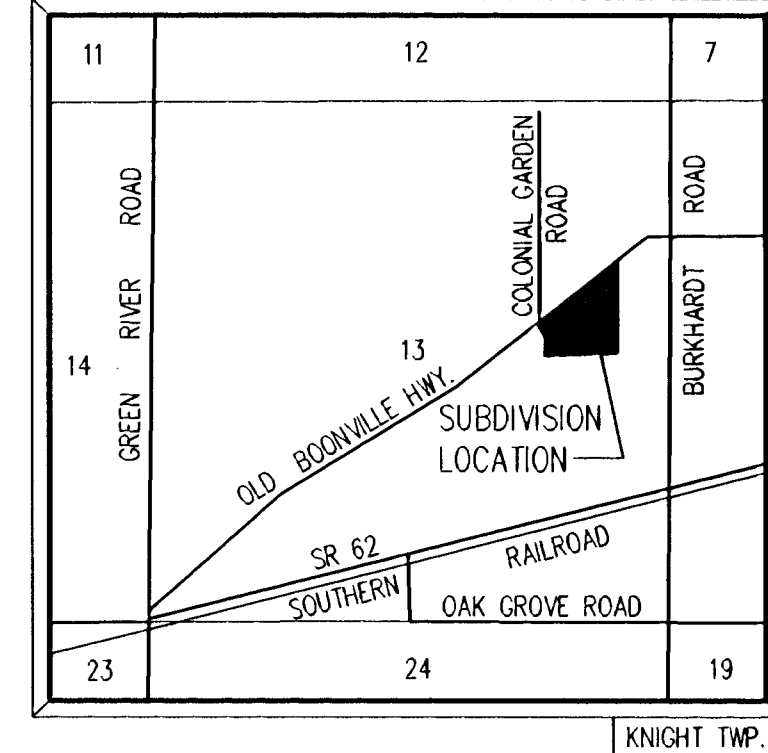 11
12
7
GREEN RIVER ROAD
COLONIAL GARDEN
ROAD
ROAD
BURKHARDT
14
13
OLD BOONVILLE HWY.
SUBDIVISION
LOCATION
SR 62
SOUTHERN
RAILROAD
OAK GROVE ROAD
23
24
19
KNIGHT TWP.